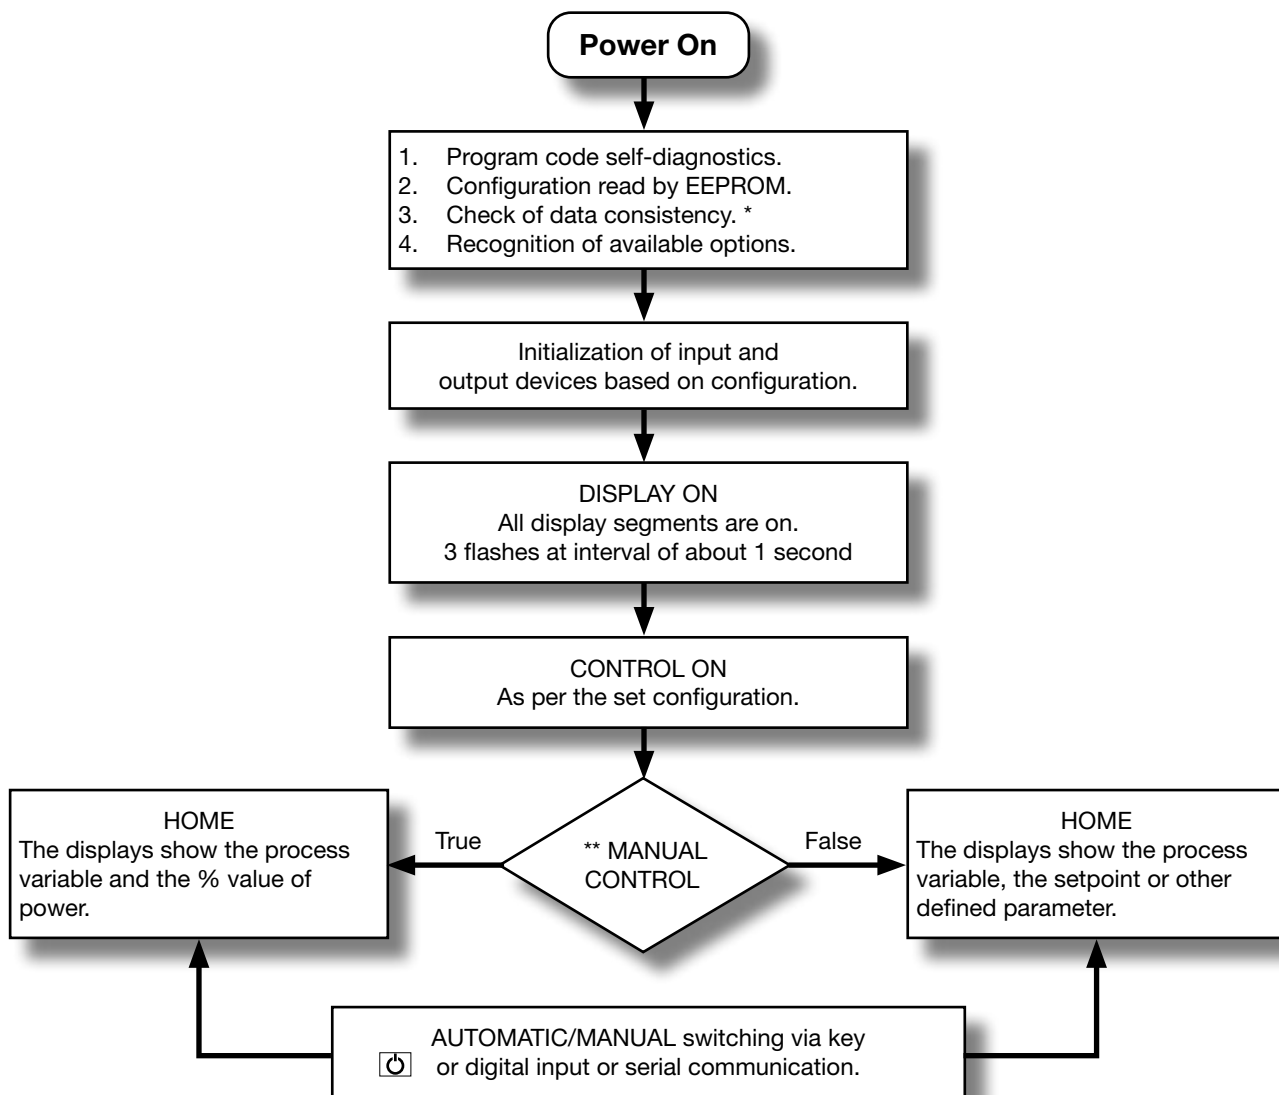 Power On
1. Program code self-diagnostics.
2. Configuration read by EEPROM.
3. Check of data consistency. *
4. Recognition of available options.
Initialization of input and
output devices based on configuration.
DISPLAY ON
All display segments are on.
3 flashes at interval of about 1 second
CONTROL ON
As per the set configuration.
** MANUAL
CONTROL
True
False
HOME
The displays show the process
variable and the % value of
power.
HOME
The displays show the process
variable, the setpoint or other
defined parameter.
AUTOMATIC/MANUAL switching via key
or digital input or serial communication.